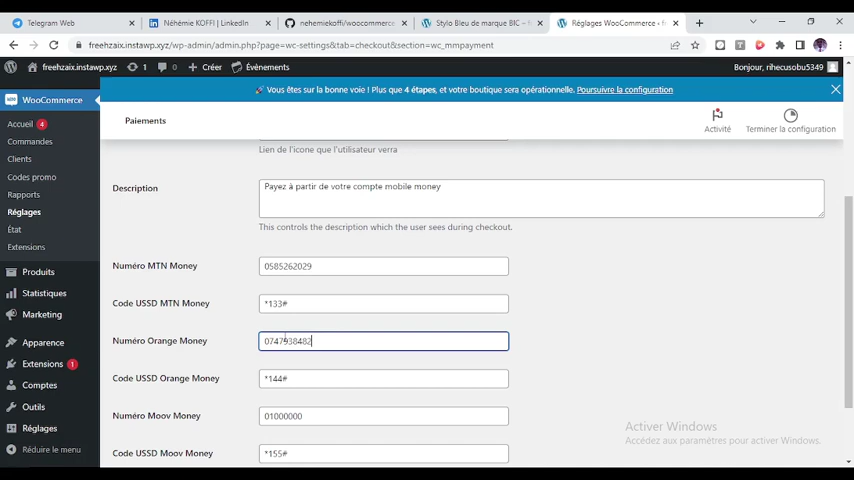 Telegram Web
Néhémie KOFFI | LinkedIn
nehemiekoffi/woocommerce
Stylo Bleu de marque BIC –
Réglages WooCommerce ‹
freehzaix.instawp.xyz/wp-admin/admin.php?page=wc-settings&tab=checkout&section=wc_mmpayment
freehzaix.instawp.xyz 1 0 Créer Évènements Bonjour, rihecusobu5349
WooCommerce
🚀 Vous êtes sur la bonne voie ! Plus que 4 étapes, et votre boutique sera opérationnelle. Poursuivre la configuration
Paiements
Activité
Terminer la configuration
Accueil 4
Commandes
Clients
Codes promo
Rapports
Réglages
État
Extensions
Produits
Statistiques
Marketing
Apparence
Extensions 1
Comptes
Outils
Réglages
Réduire le menu
Lien de l'icone que l'utilisateur verra
Description
Payez à partir de votre compte mobile money
This controls the description which the user sees during checkout.
Numéro MTN Money
0585262029
Code USSD MTN Money
*133#
Numéro Orange Money
0747938482
Code USSD Orange Money
*144#
Numéro Moov Money
01000000
Code USSD Moov Money
*155#
Activer Windows
Accédez aux paramètres pour activer Windows.